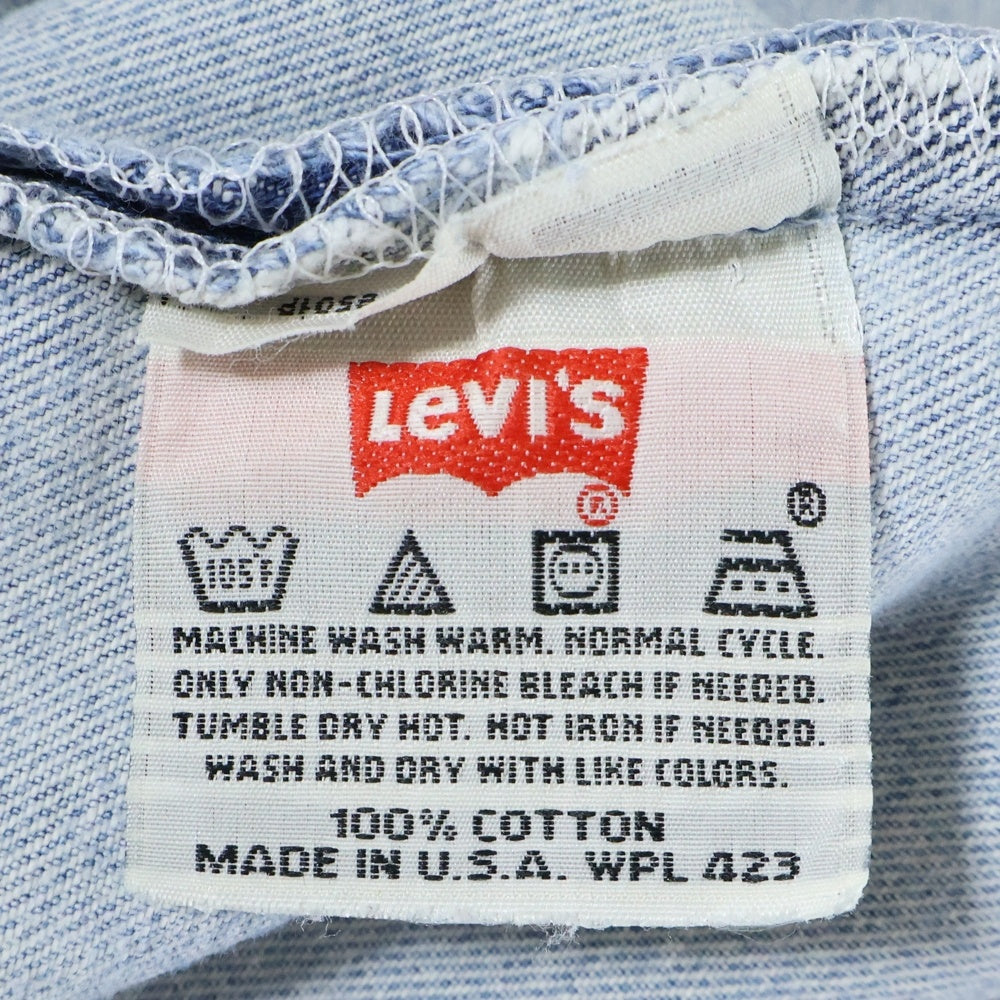 LEVI'S
®
®
105F
MACHINE WASH WARM. NORMAL CYCLE.
ONLY NON-CHLORINE BLEACH IF NEEDED.
TUMBLE DRY HOT. HOT IRON IF NEEDED.
WASH AND DRY WITH LIKE COLORS.
100% COTTON
MADE IN U.S.A. WPL 423